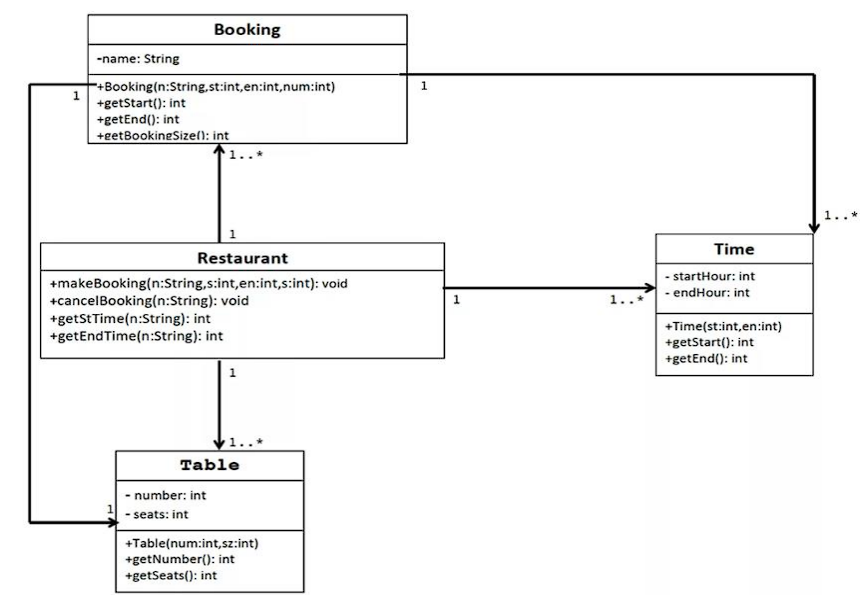 Booking
-name: String
+Booking(n:String,st:int,en:int,num:int)
+getStart(): int
+getEnd(): int
+getBookingSize(): int
1
1
1..*
1
1..*
Restaurant
+makeBooking(n:String,s:int,en:int,s:int): void
+cancelBooking(n:String): void
+getStTime(n:String): int
+getEndTime(n:String): int
1
1..*
Time
- startHour: int
- endHour: int
+Time(st:int,en:int)
+getStart(): int
+getEnd(): int
1
1..*
Table
- number: int
- seats: int
1
+Table(num:int,sz:int)
+getNumber(): int
+getSeats(): int